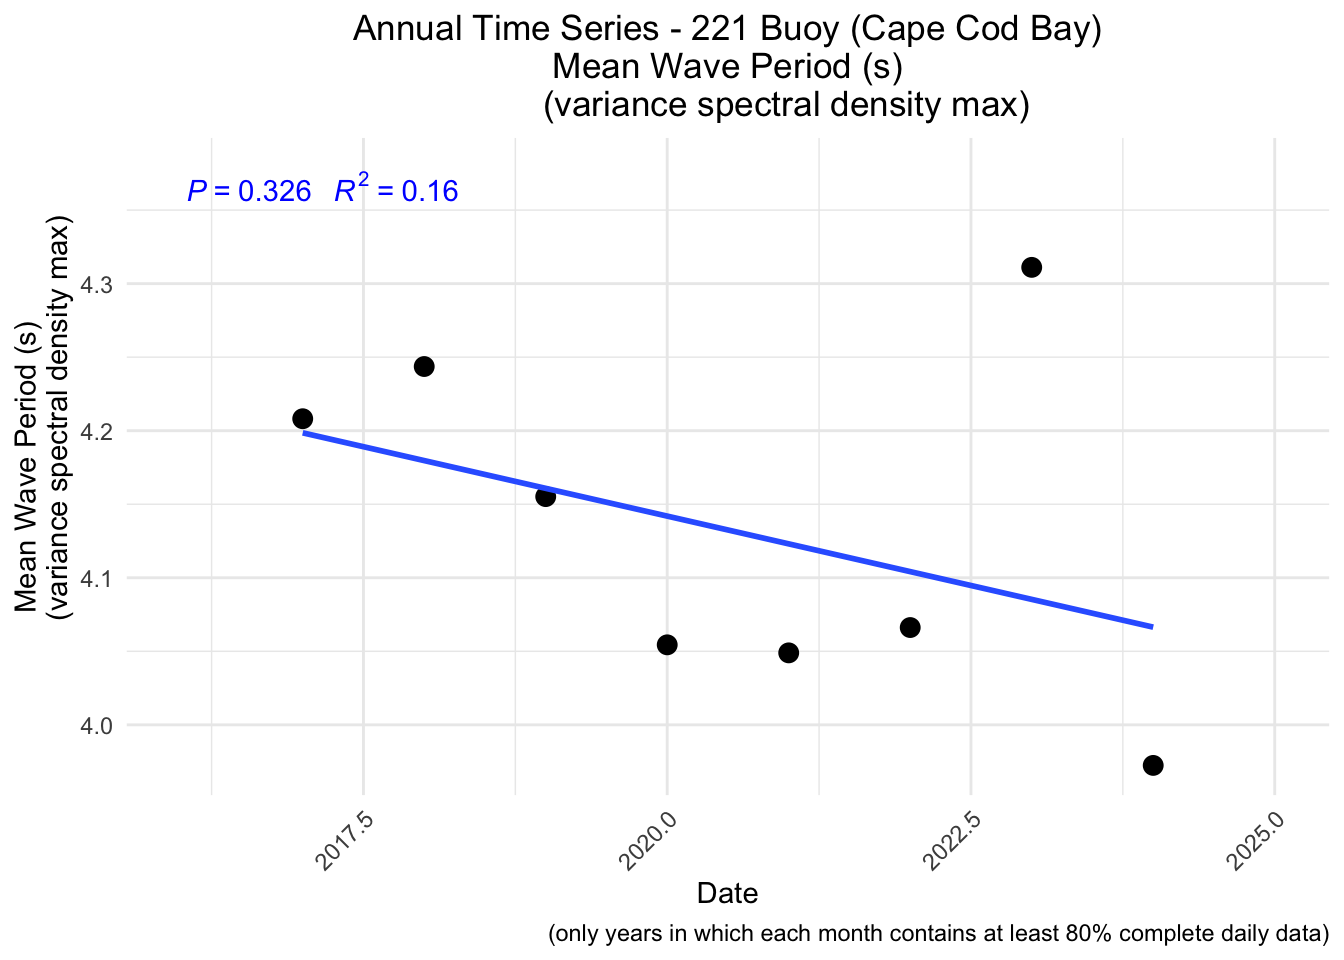 Annual Time Series - 221 Buoy (Cape Cod Bay)
Mean Wave Period (s)
(variance spectral density max)
P = 0.326 R² = 0.16
Mean Wave Period (s)
(variance spectral density max)
4.3
4.2
4.1
4.0
2017.5
2020.0
2022.5
2025.0
Date
(only years in which each month contains at least 80% complete daily data)